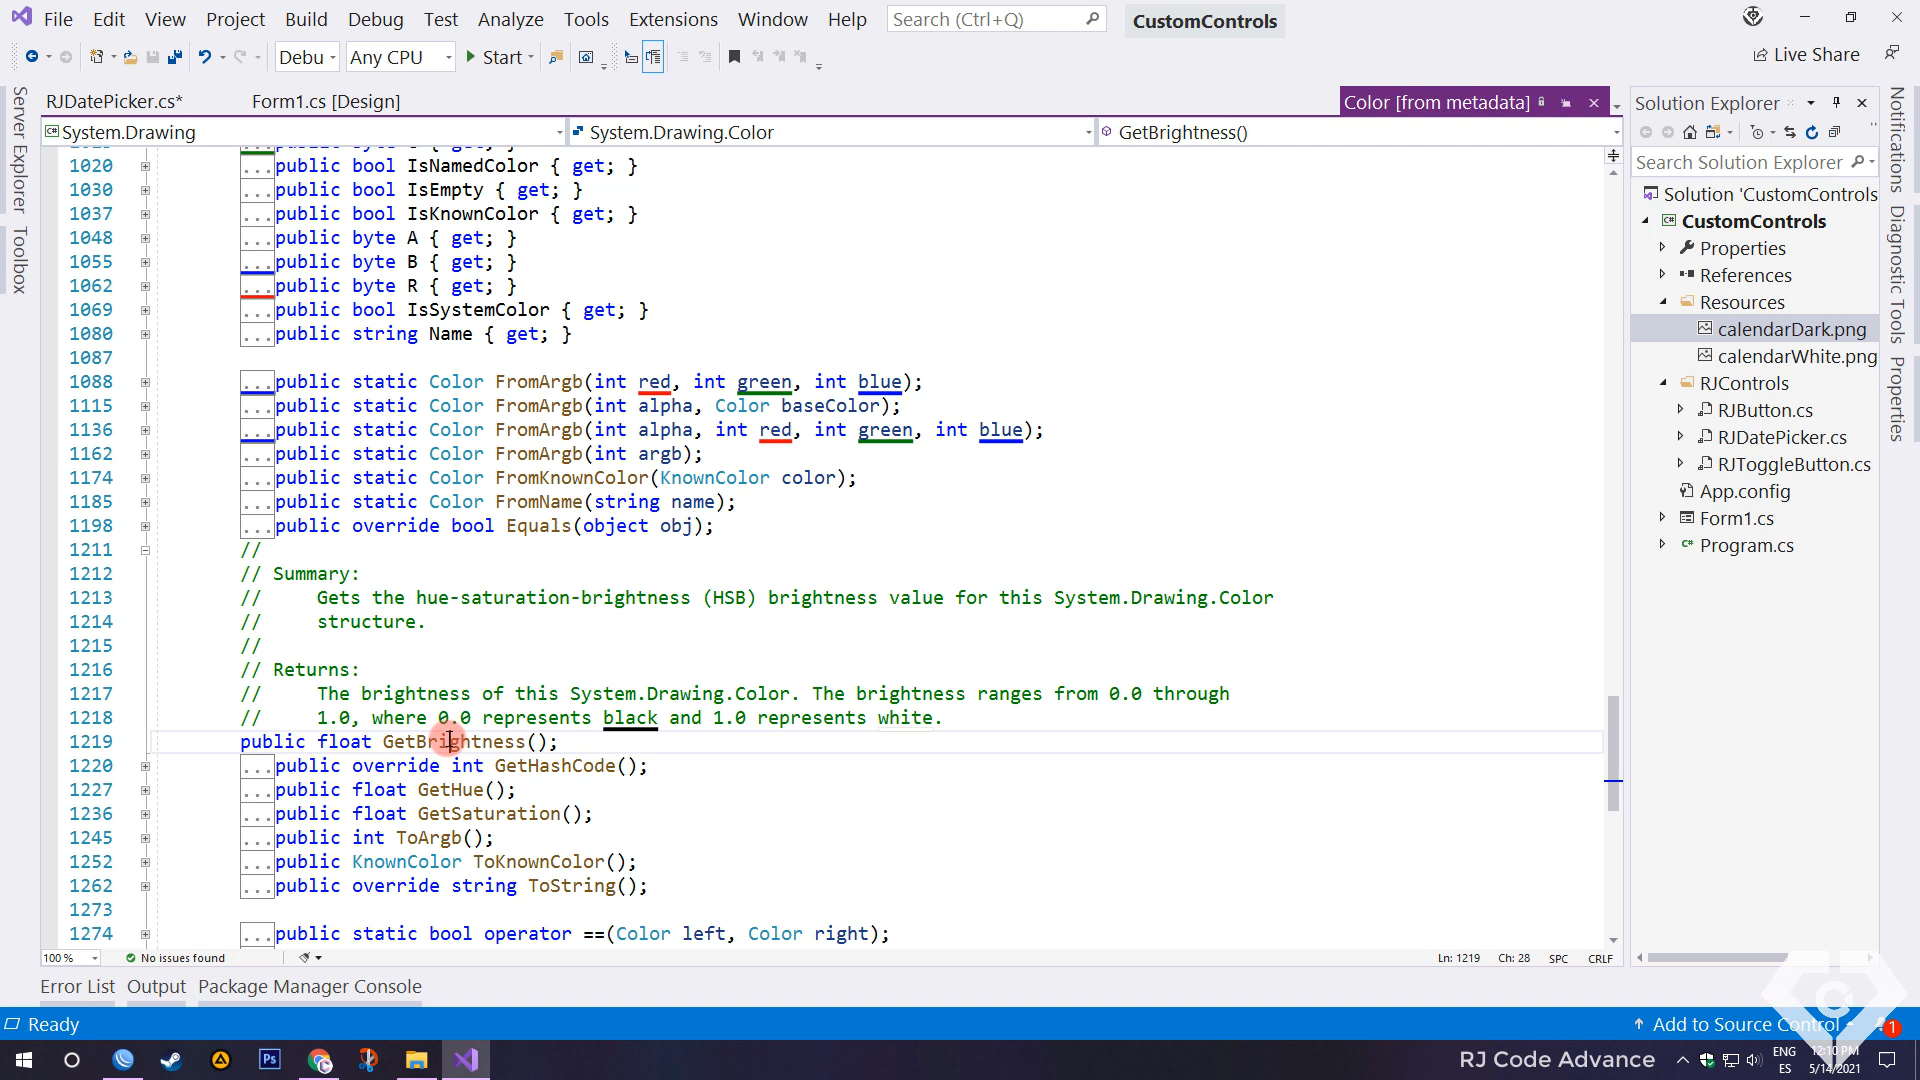 File Edit View Project Build Debug Test Analyze Tools Extensions Window Help Search (Ctrl+Q) CustomControls
Debu Any CPU Start Live Share
RJDatePicker.cs* Form1.cs [Design] Color [from metadata]
System.Drawing System.Drawing.Color GetBrightness()
1020 ...public bool IsNamedColor { get; }
1030 ...public bool IsEmpty { get; }
1037 ...public bool IsKnownColor { get; }
1048 ...public byte A { get; }
1055 ...public byte B { get; }
1062 ...public byte R { get; }
1069 ...public bool IsSystemColor { get; }
1080 ...public string Name { get; }
1087
1088 ...public static Color FromArgb(int red, int green, int blue);
1115 ...public static Color FromArgb(int alpha, Color baseColor);
1136 ...public static Color FromArgb(int alpha, int red, int green, int blue);
1162 ...public static Color FromArgb(int argb);
1174 ...public static Color FromKnownColor(KnownColor color);
1185 ...public static Color FromName(string name);
1198 ...public override bool Equals(object obj);
1211 //
1212 // Summary:
1213 // Gets the hue-saturation-brightness (HSB) brightness value for this System.Drawing.Color
1214 // structure.
1215 //
1216 // Returns:
1217 // The brightness of this System.Drawing.Color. The brightness ranges from 0.0 through
1218 // 1.0, where 0.0 represents black and 1.0 represents white.
1219 public float GetBrightness();
1220 ...public override int GetHashCode();
1227 ...public float GetHue();
1236 ...public float GetSaturation();
1245 ...public int ToArgb();
1252 ...public KnownColor ToKnownColor();
1262 ...public override string ToString();
1273
1274 ...public static bool operator ==(Color left, Color right);
100 % No issues found Ln: 1219 Ch: 28 SPC CRLF
Error List Output Package Manager Console
Ready Add to Source Control 1
Server Explorer
Toolbox
Solution Explorer
Search Solution Explorer
Solution 'CustomControls
CustomControls
Properties
References
Resources
calendarDark.png
calendarWhite.png
RJControls
RJButton.cs
RJDatePicker.cs
RJToggleButton.cs
App.config
Form1.cs
Program.cs
Notifications
Diagnostic Tools
Properties
Ps
RJ Code Advance
ENG
ES
12:10 PM
5/14/2021